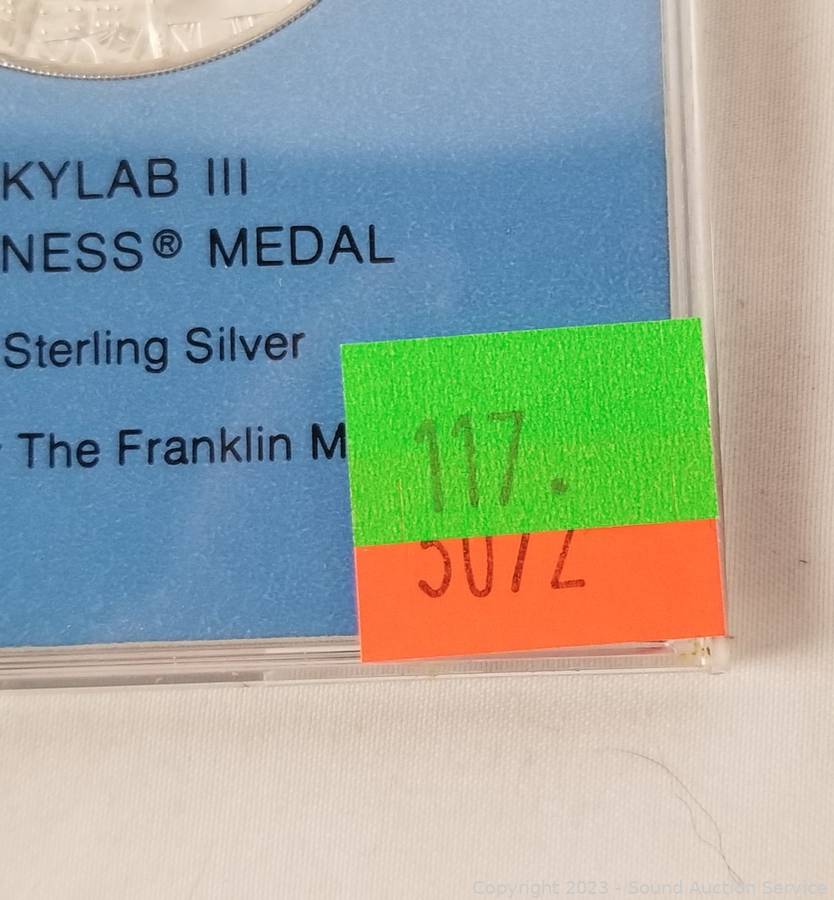 KYLAB III
NESS® MEDAL
Sterling Silver
The Franklin M
117.
5072
Copyright 2023 - Sound Auction Service